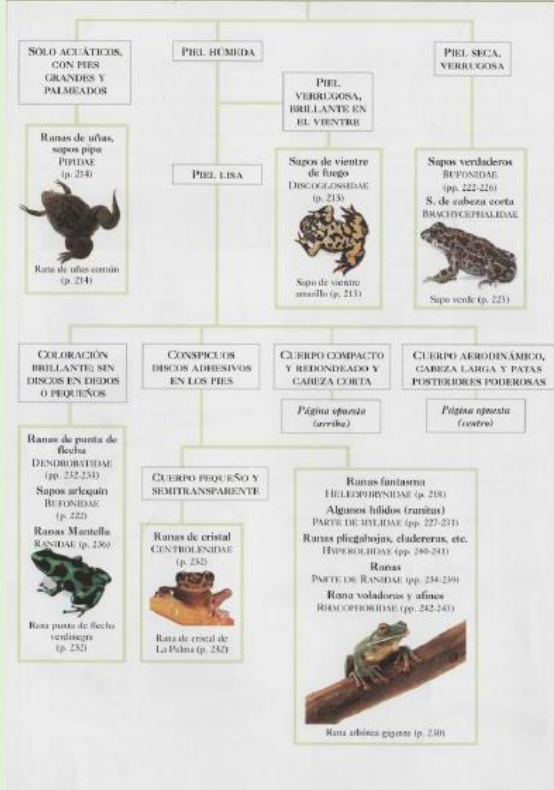 SÓLO ACUÁTICOS,
CON PIES
GRANDES Y
PALMEADOS
PIEL HÚMEDA
PIEL SECA,
VERRUGOSA
PIEL
VERRUGOSA,
BRILLANTE EN
EL VIENTRE
Ranas de uñas,
sapos pipa
PIPIDAE
(p. 214)
Rana de uñas común
(p. 214)
PIEL LISA
Sapos de vientre
de fuego
DISCOGLOSSIDAE
(p. 213)
Sapo de vientre
amarillo (p. 213)
Sapos verdaderos
BUFONIDAE
(pp. 222-226)
S. de cabeza corta
BRACHYCEPHALIDAE
Sapo verde (p. 225)
COLORACIÓN
BRILLANTE; SIN
DISCOS EN DEDOS
O PEQUEÑOS
CONSPICUOS
DISCOS ADHESIVOS
EN LOS PIES
CUERPO COMPACTO
Y REDONDEADO Y
CABEZA CORTA
CUERPO AERODINÁMICO,
CABEZA LARGA Y PATAS
POSTERIORES PODEROSAS
Página opuesta
(arriba)
Página opuesta
(centro)
Ranas de punta de
flecha
DENDROBATIDAE
(pp. 232-234)
Sapos arlequín
BUFONIDAE
(p. 222)
Ranas Mantella
RANIDAE (p. 236)
Rana punta de flecha
verdinegra
(p. 232)
CUERPO PEQUEÑO Y
SEMITRANSPARENTE
Ranas de cristal
CENTROLENIDAE
(p. 232)
Rana de cristal de
La Palma (p. 232)
Ranas fantasma
HELEOPHRYNIDAE (p. 218)
Algunos hílidos (ranitas)
PARTE DE HYLIDAE (pp. 227-231)
Ranas pliegahojas, cladereras, etc.
HYPEROLIIDAE (pp. 240-241)
Ranas
PARTE DE RANIDAE (pp. 234-239)
Rana voladoras y afines
RHACOPHORIDAE (pp. 242-243)
Rana arbórea gigante (p. 230)